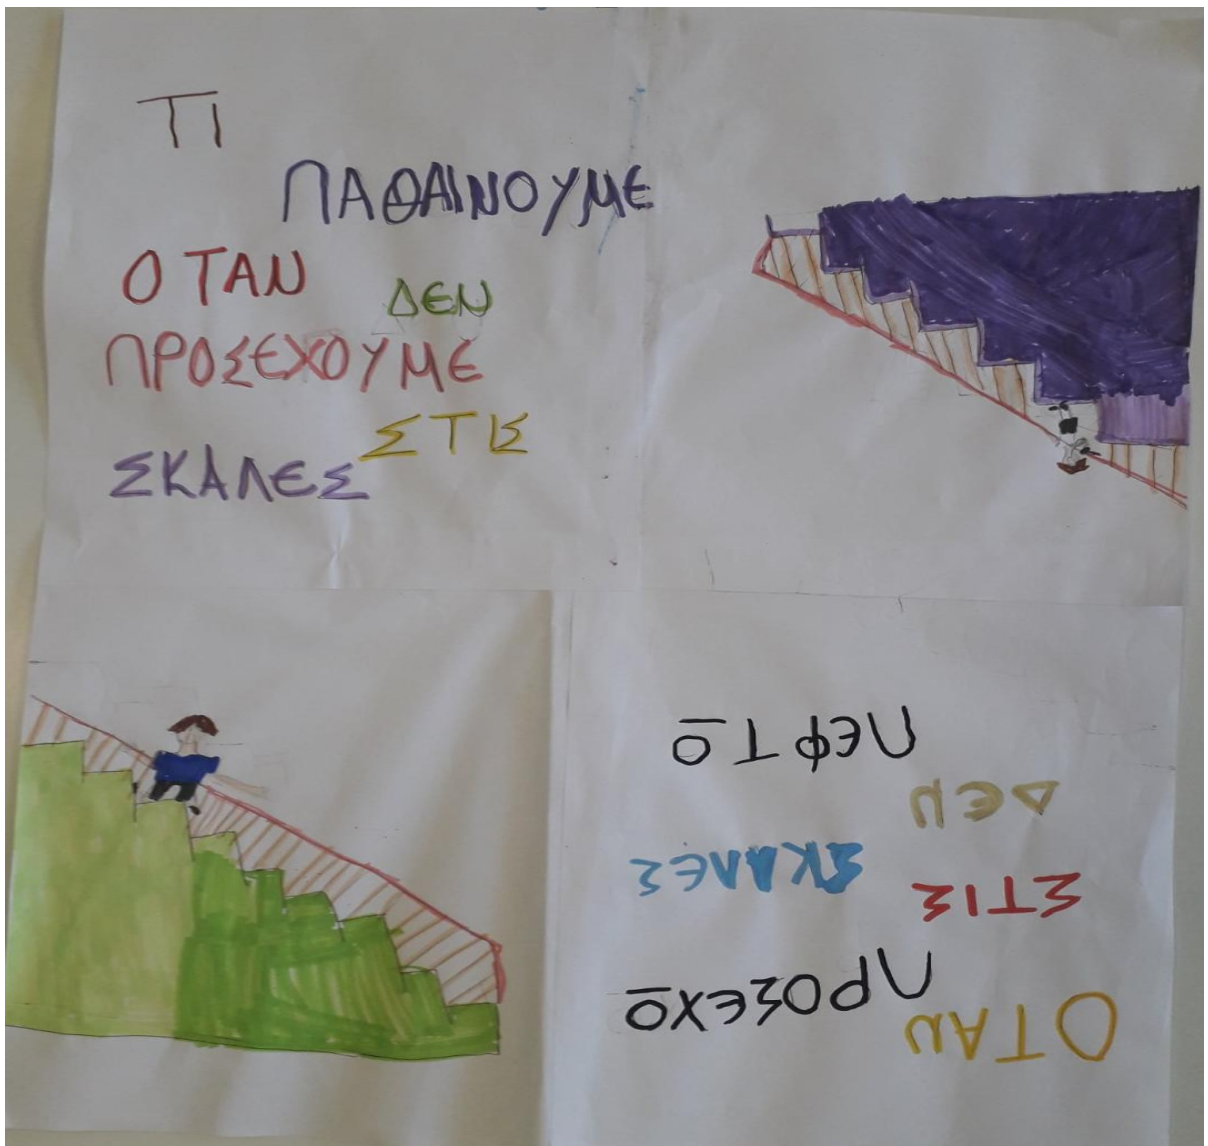 ΤΙ
ΠΑΘΑΙΝΟΥΜΕ
ΟΤΑΝ ΔΕΝ
ΠΡΟΣΕΧΟΥΜΕ
ΣΤΙΣ
ΣΚΑΛΕΣ
ΟΤΑΝ
ΠΡΟΣΕΧΩ
ΣΤΙΣ
ΣΚΑΛΕΣ
ΔΕΝ
ΠΕΦΤΩ